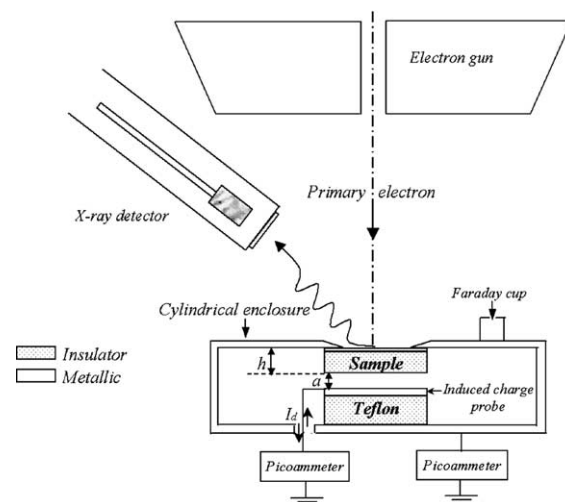 Electron gun
Primary electron
X-ray detector
Faraday cup
Cylindrical enclosure
Insulator
Metallic
h
Sample
a
Induced charge
probe
Teflon
I_d
Picoammeter
Picoammeter